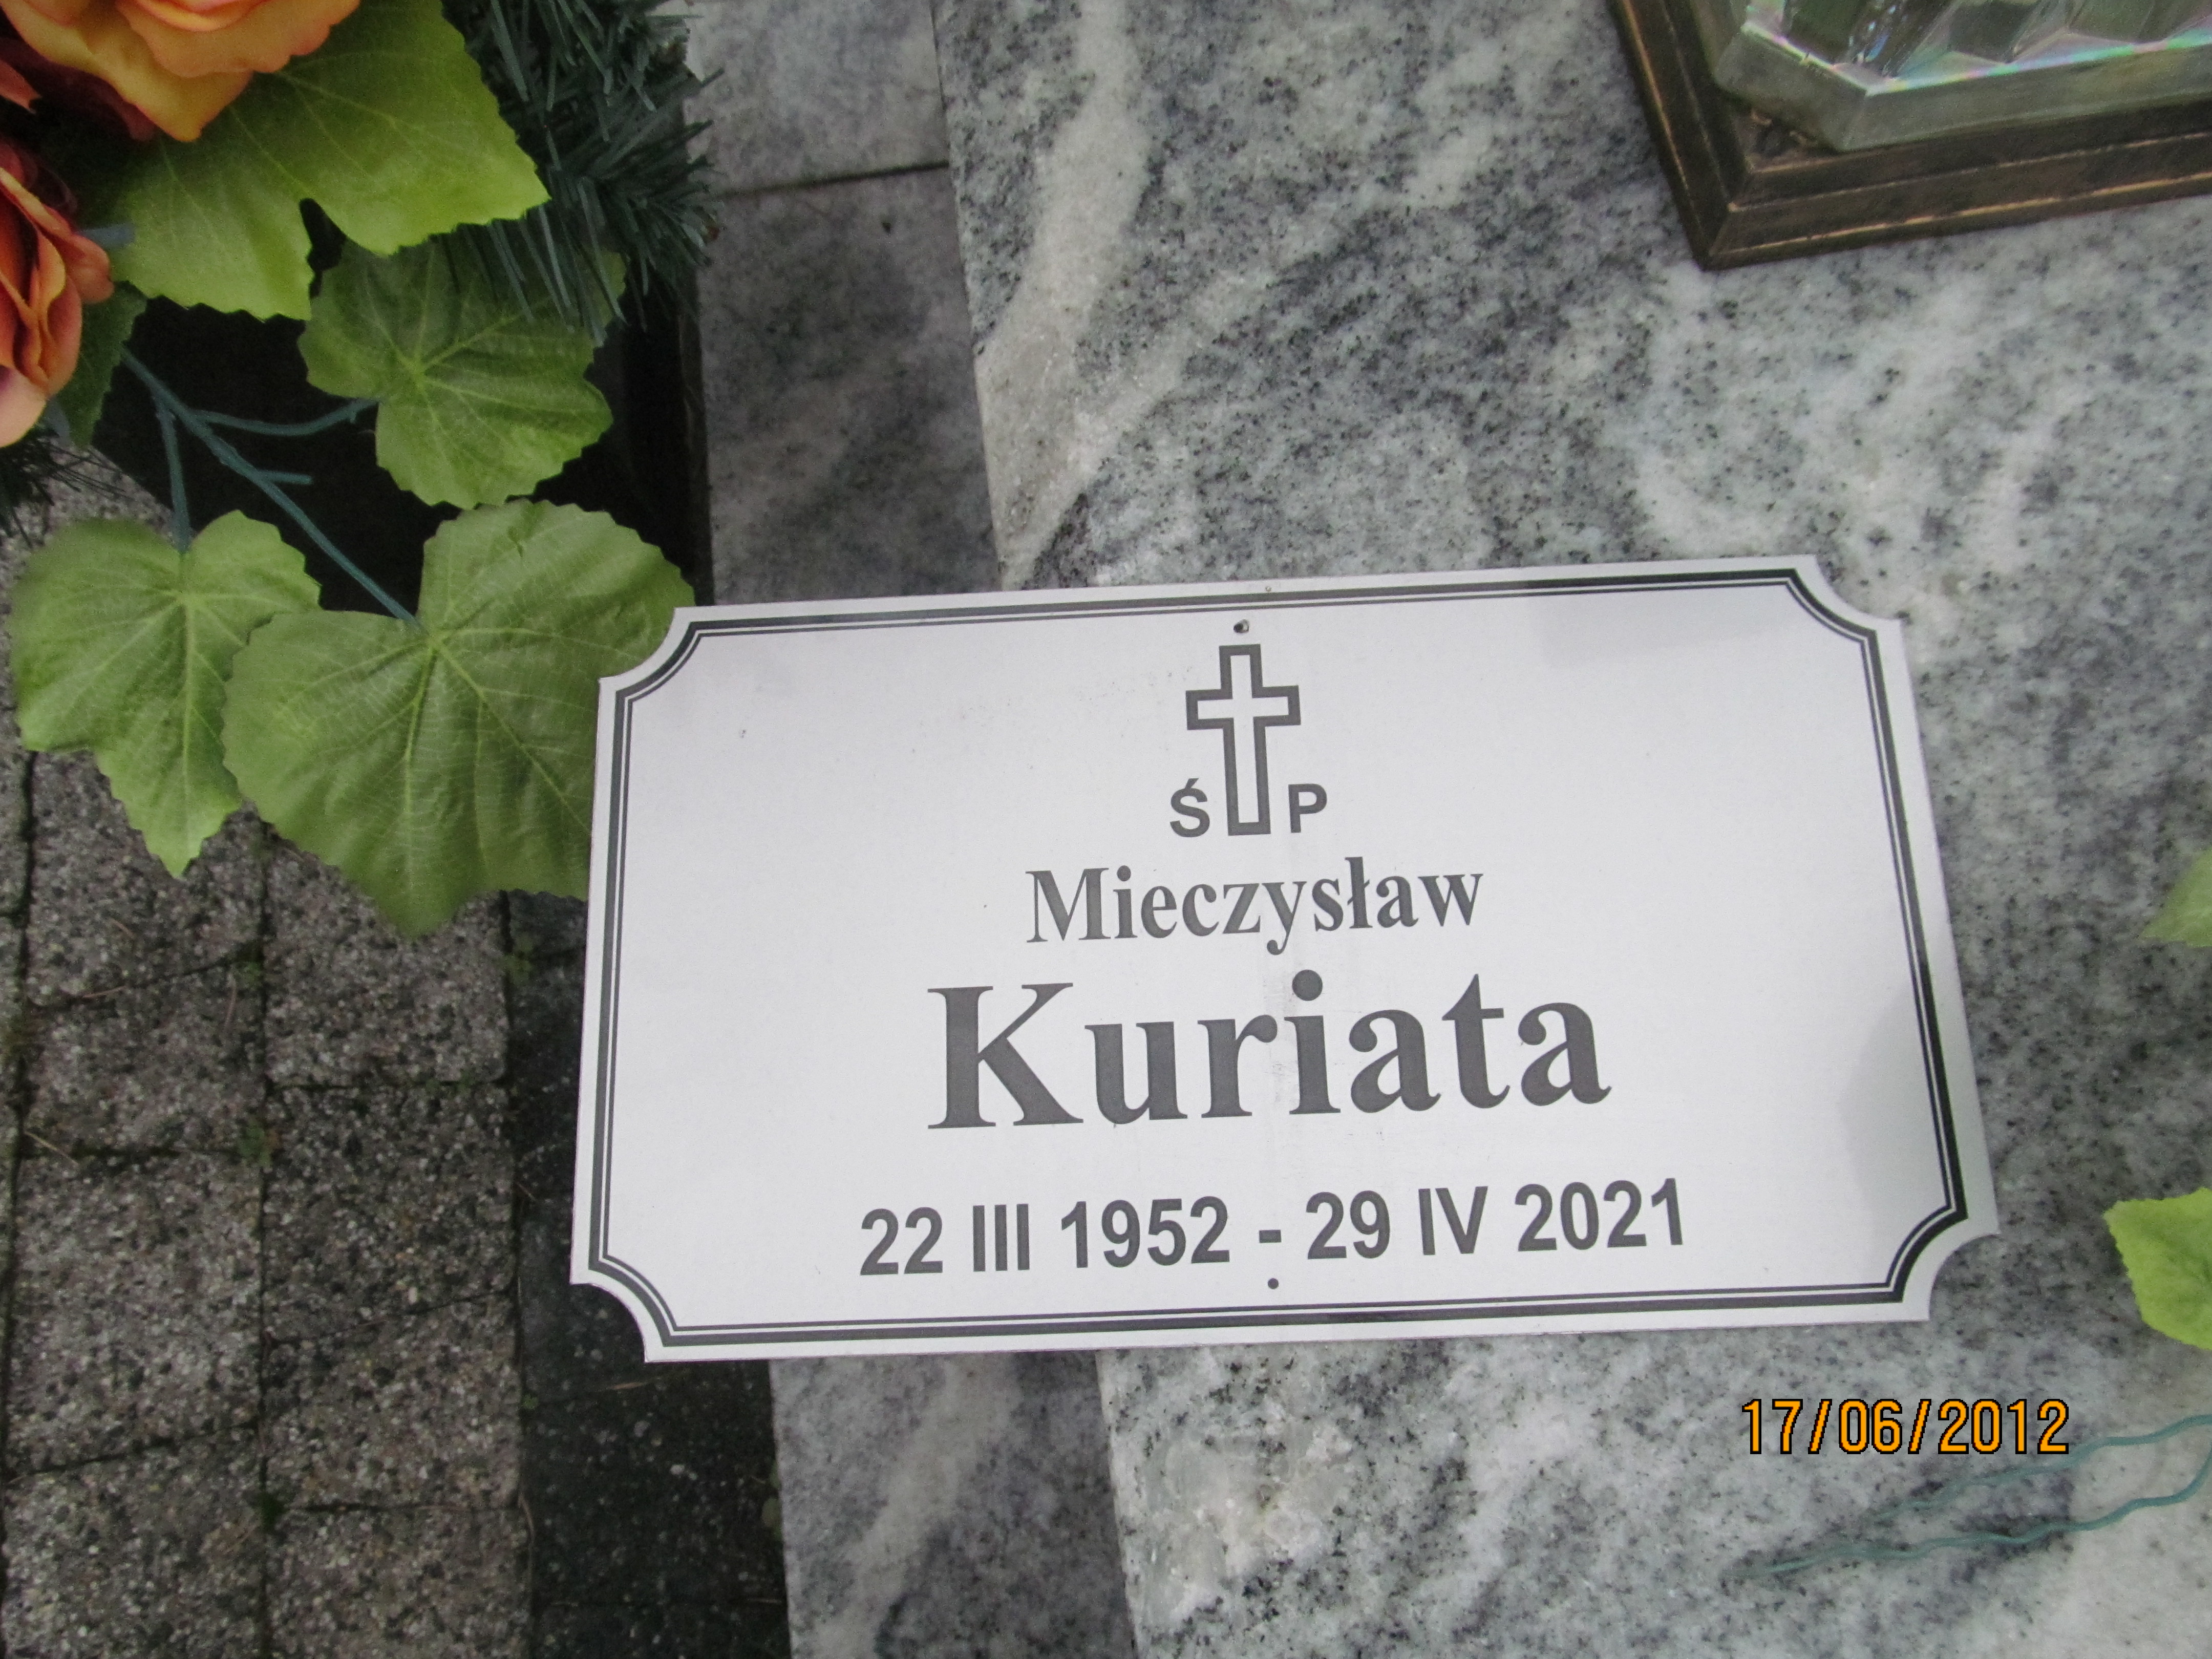 Ś P
Mieczysław
Kuriata
22 III 1952 - 29 IV 2021
17/06/2012